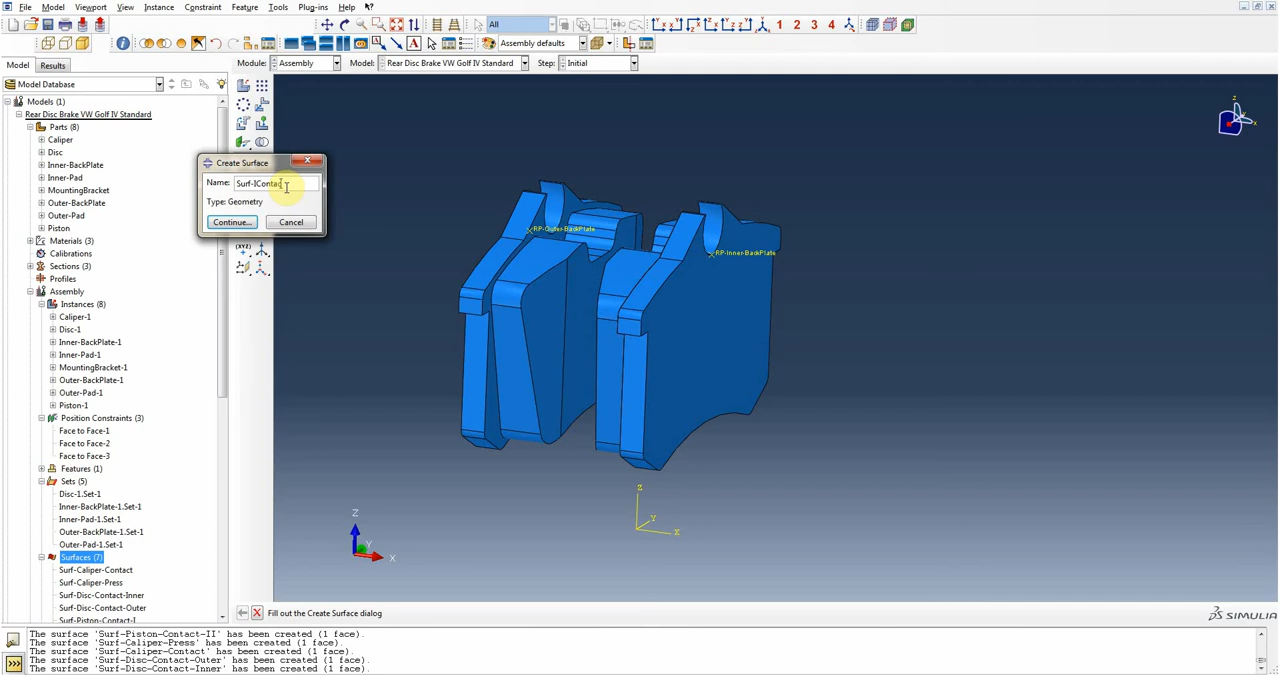 File Model Viewport View Instance Constraint Feature Tools Plug-ins Help
All
1 2 3 4
Assembly defaults
Model Results
Module: Assembly Model: Rear Disc Brake VW Golf IV Standard Step: Initial
Model Database
Models (1)
Rear Disc Brake VW Golf IV Standard
Parts (8)
Caliper
Disc
Inner-BackPlate
Inner-Pad
MountingBracket
Outer-BackPlate
Outer-Pad
Piston
Materials (3)
Calibrations
Sections (3)
Profiles
Assembly
Instances (8)
Caliper-1
Disc-1
Inner-BackPlate-1
Inner-Pad-1
MountingBracket-1
Outer-BackPlate-1
Outer-Pad-1
Piston-1
Position Constraints (3)
Face to Face-1
Face to Face-2
Face to Face-3
Features (1)
Sets (5)
Disc-1.Set-1
Inner-BackPlate-1.Set-1
Inner-Pad-1.Set-1
Outer-BackPlate-1.Set-1
Outer-Pad-1.Set-1
Surfaces (7)
Surf-Caliper-Contact
Surf-Caliper-Press
Surf-Disc-Contact-Inner
Surf-Disc-Contact-Outer
Surf-Piston-Contact-I
Create Surface
Name: Surf-IContac
Type: Geometry
Continue... Cancel
(XYZ)
RP-Outer-BackPlate
RP-Inner-BackPlate
Z
Y
X
Z
Y
X
Z
X
Fill out the Create Surface dialog
SIMULIA
The surface 'Surf-Piston-Contact-II' has been created (1 face).
The surface 'Surf-Caliper-Press' has been created (1 face).
The surface 'Surf-Caliper-Contact' has been created (1 face).
The surface 'Surf-Disc-Contact-Outer' has been created (1 face).
The surface 'Surf-Disc-Contact-Inner' has been created (1 face).